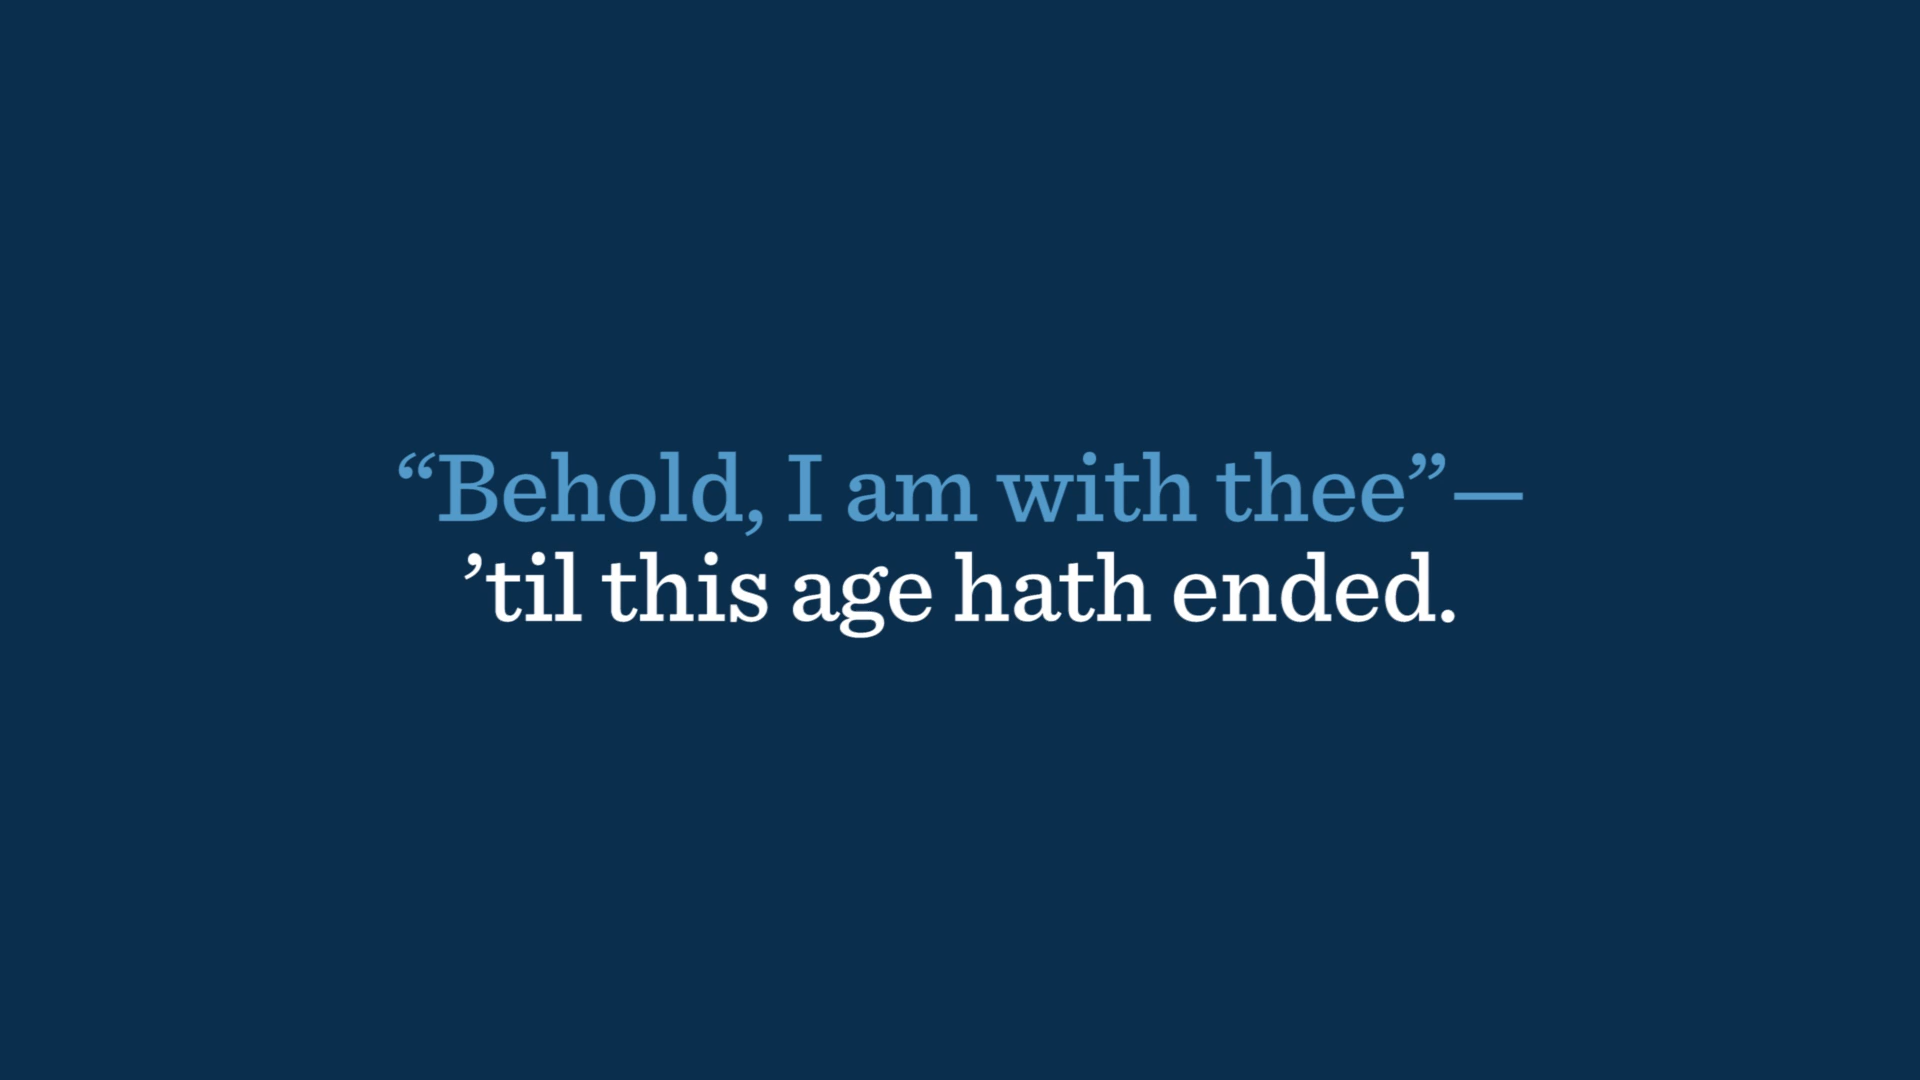 “Behold, I am with thee”—
’til this age hath ended.